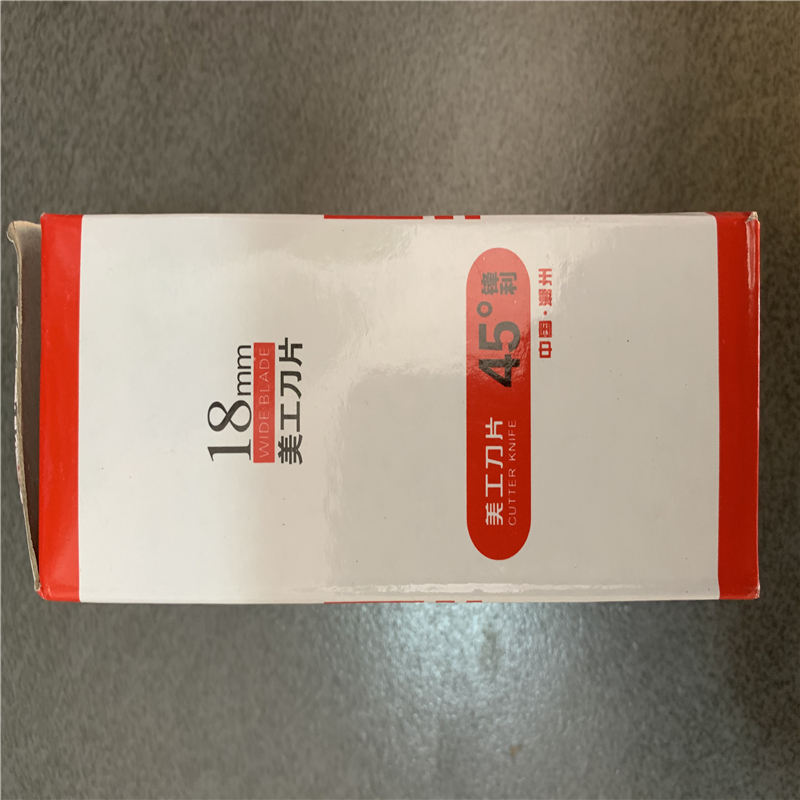 18mm
WIDE BLADE
美工刀片
美工刀片
CUTTER KNIFE
45°
锋利
中国·潮州